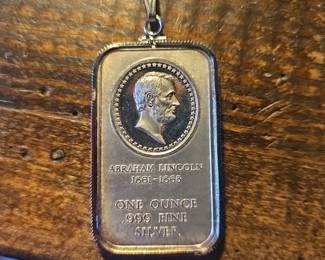 ABRAHAM LINCOLN
1861-1865
ONE OUNCE
.999 FINE
SILVER